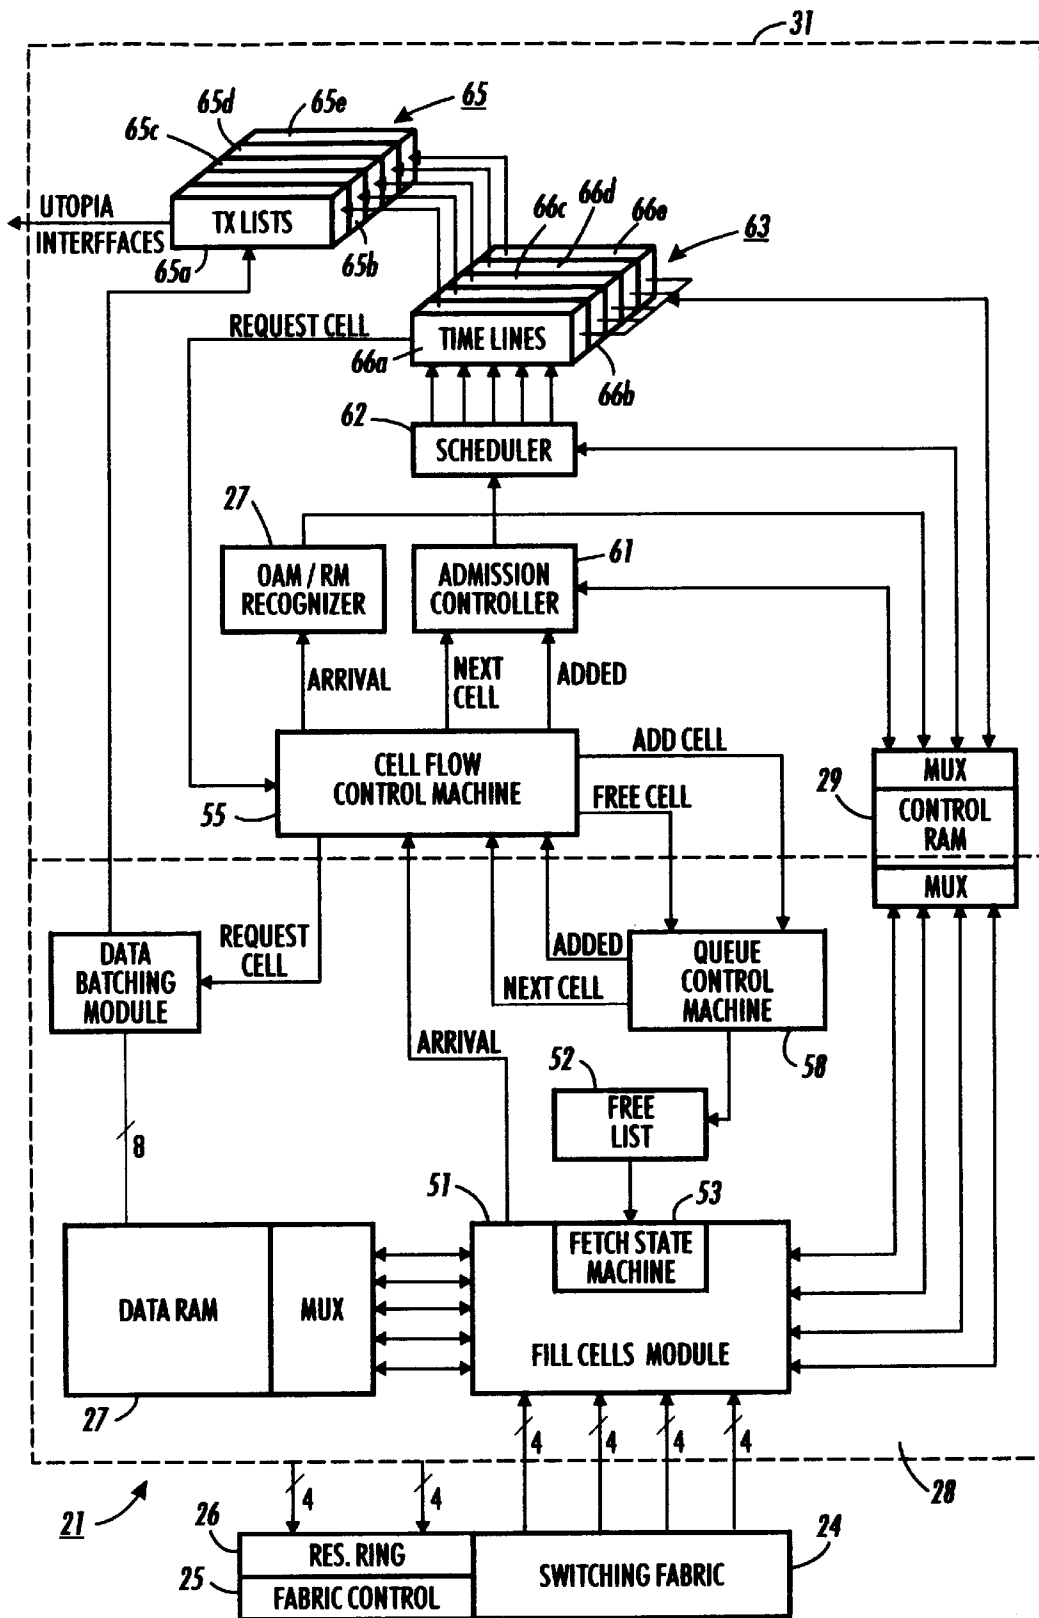 31
65e
65
65d
65c
66d
66c
66e
UTOPIA
INTERFFACES
TX LISTS
63
65a
65b
REQUEST CELL
TIME LINES
66a
66b
62
SCHEDULER
27
61
OAM / RM
RECOGNIZER
ADMISSION
CONTROLLER
ARRIVAL
NEXT
CELL
ADDED
ADD CELL
CELL FLOW
CONTROL MACHINE
MUX
29
FREE CELL
CONTROL
RAM
55
MUX
DATA
BATCHING
MODULE
REQUEST
CELL
ADDED
QUEUE
CONTROL
MACHINE
NEXT CELL
ARRIVAL
52
58
FREE
LIST
8
51
53
FETCH STATE
MACHINE
DATA RAM
MUX
FILL CELLS MODULE
27
4
4
4
4
28
21
4
4
26
24
RES. RING
SWITCHING FABRIC
25
FABRIC CONTROL